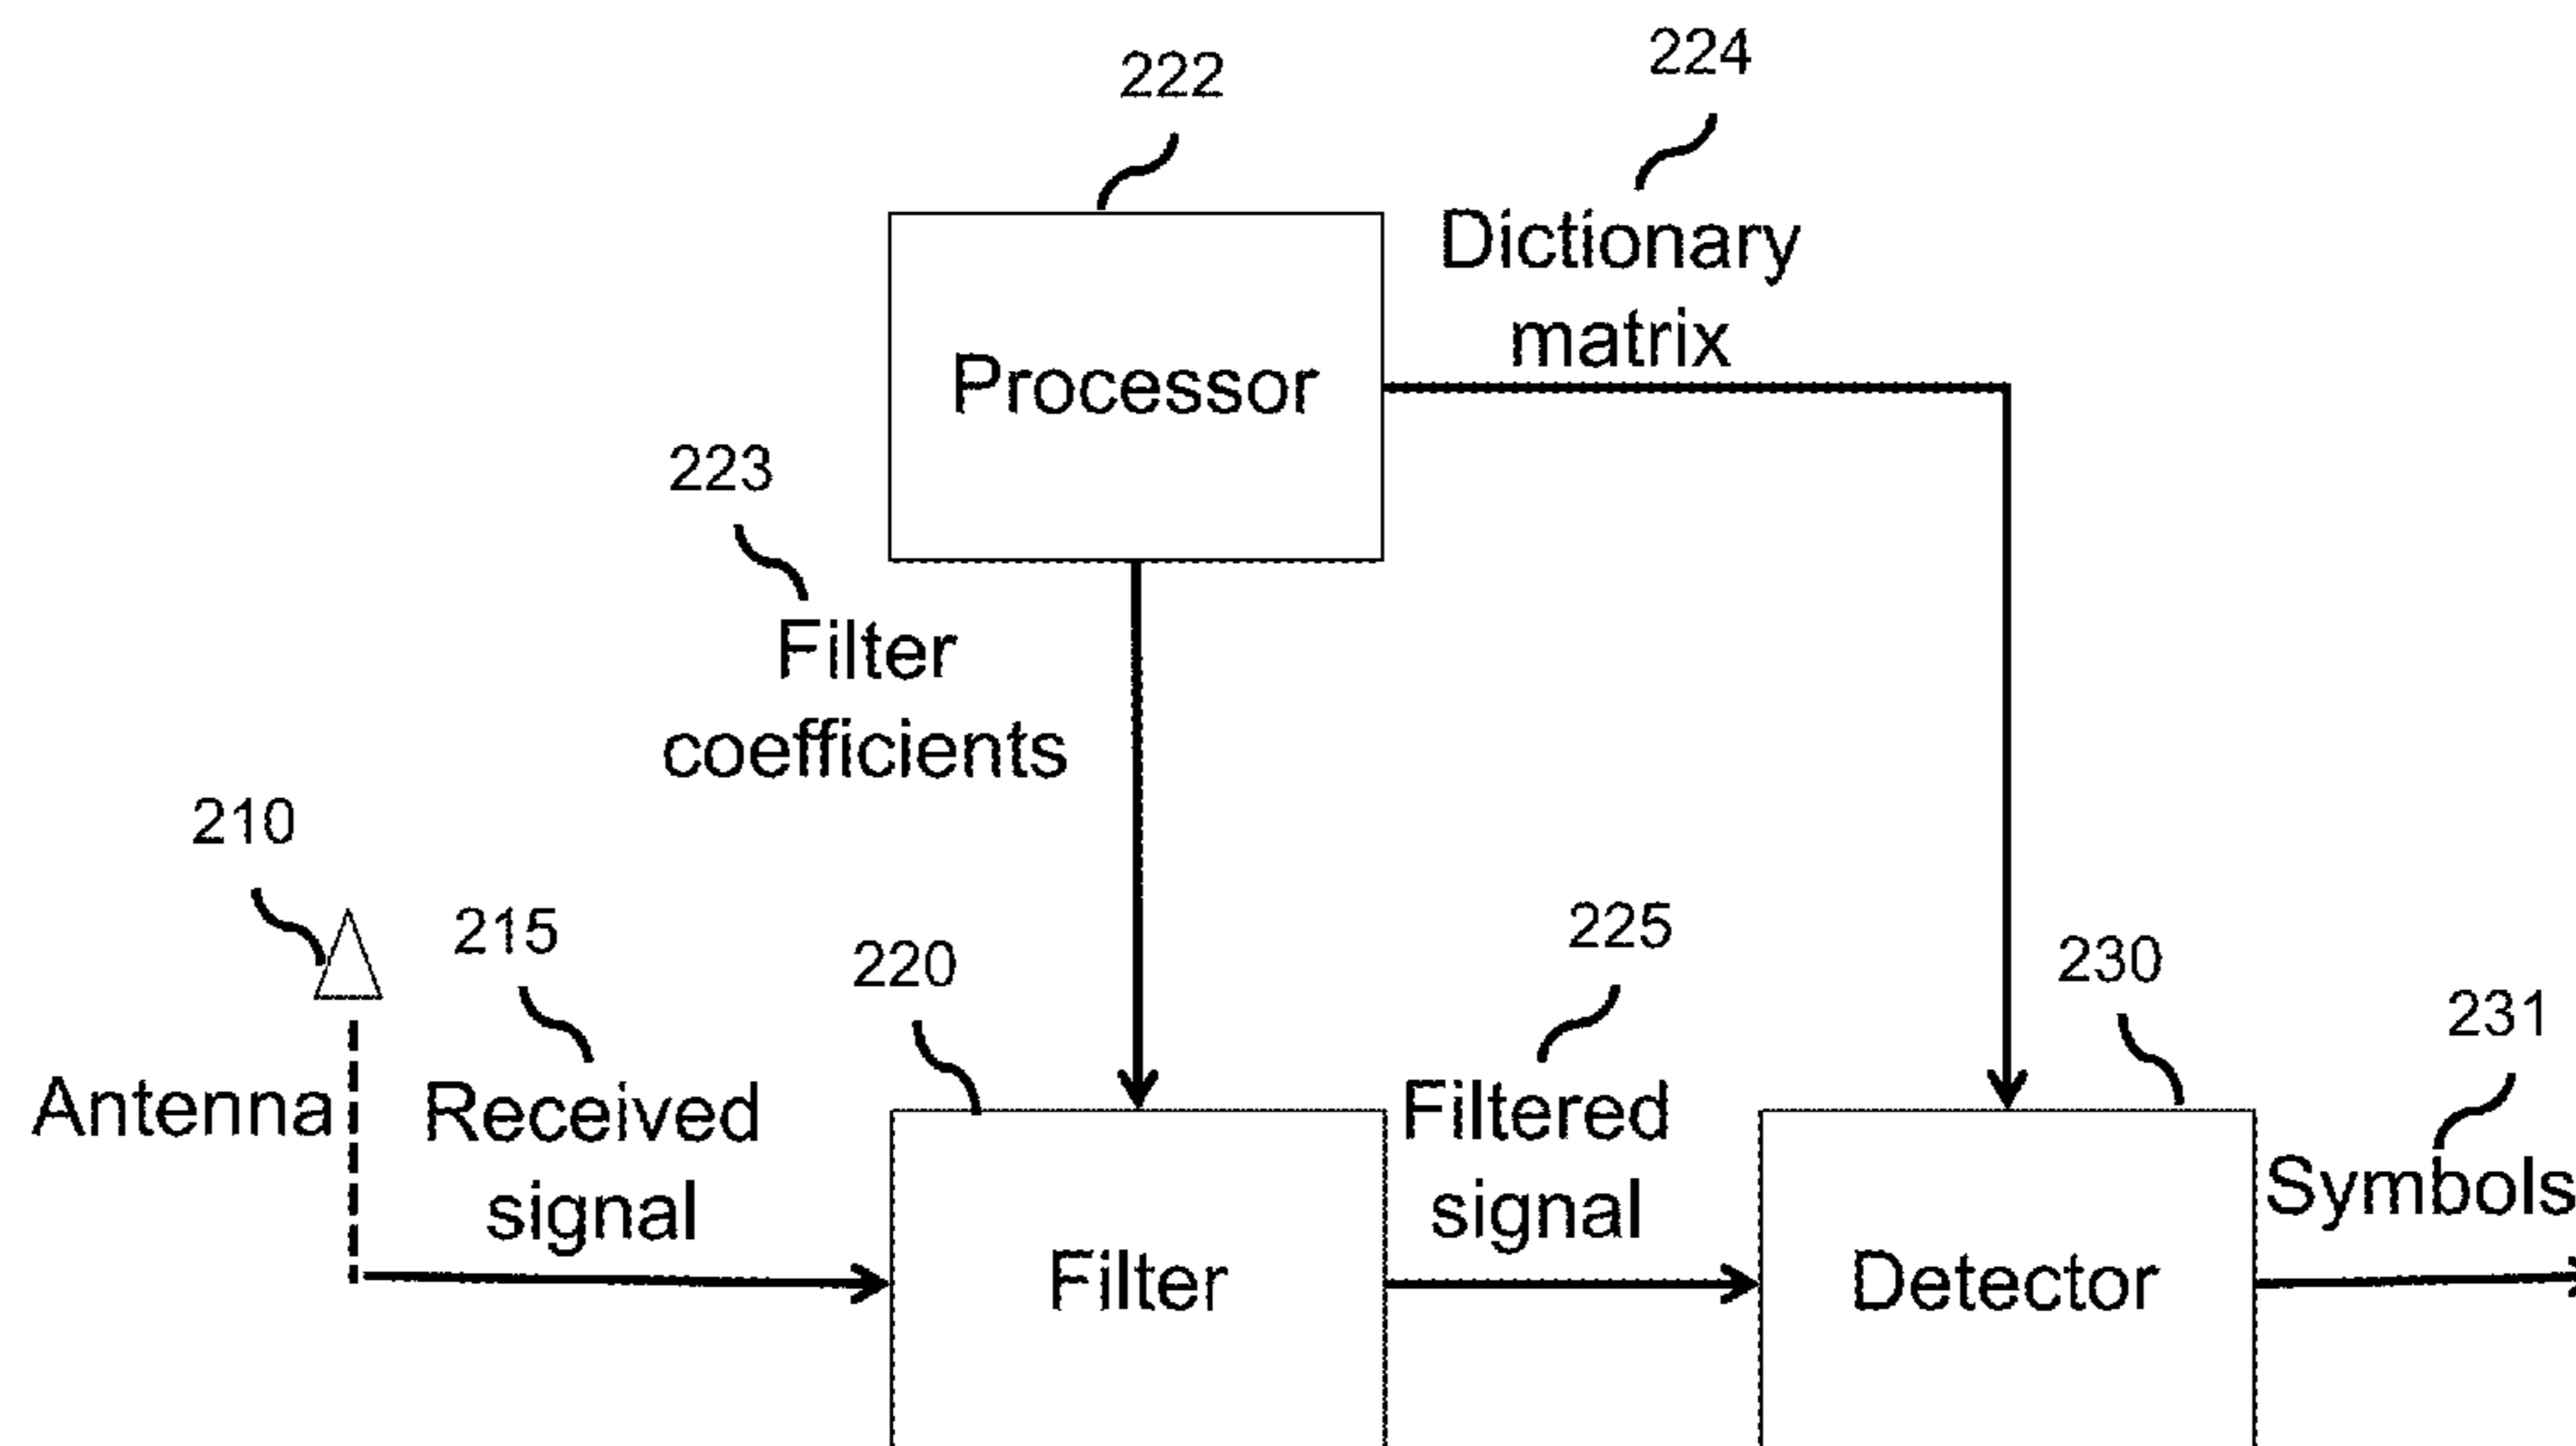 224
222
Dictionary
matrix
Processor
223
Filter
coefficients
210
215
225
220
230
231
Antenna
Received
signal
Filtered
signal
Symbols
Filter
Detector